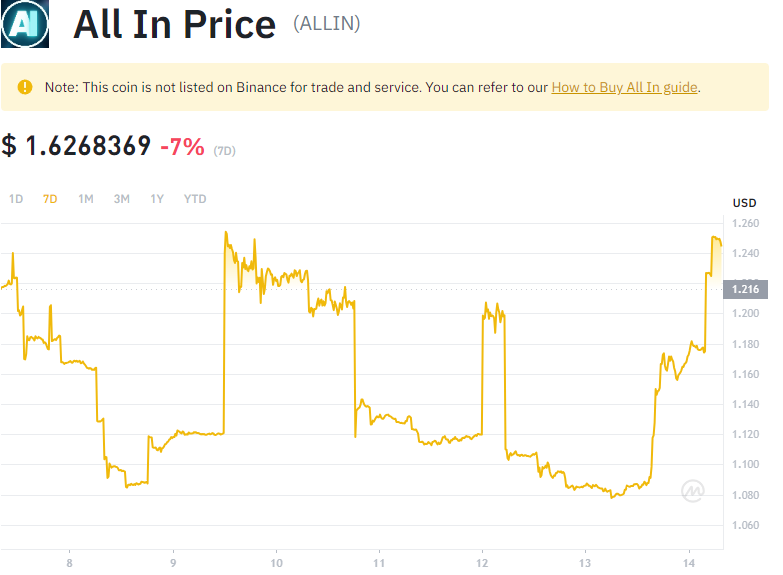 AI
All In Price (ALLIN)
Note: This coin is not listed on Binance for trade and service. You can refer to our How to Buy All In guide.
$ 1.6268369 -7% (7D)
1D 7D 1M 3M 1Y YTD
USD
1.260
1.240
1.216
1.200
1.180
1.160
1.140
1.120
1.100
1.080
1.060
8 9 10 11 12 13 14